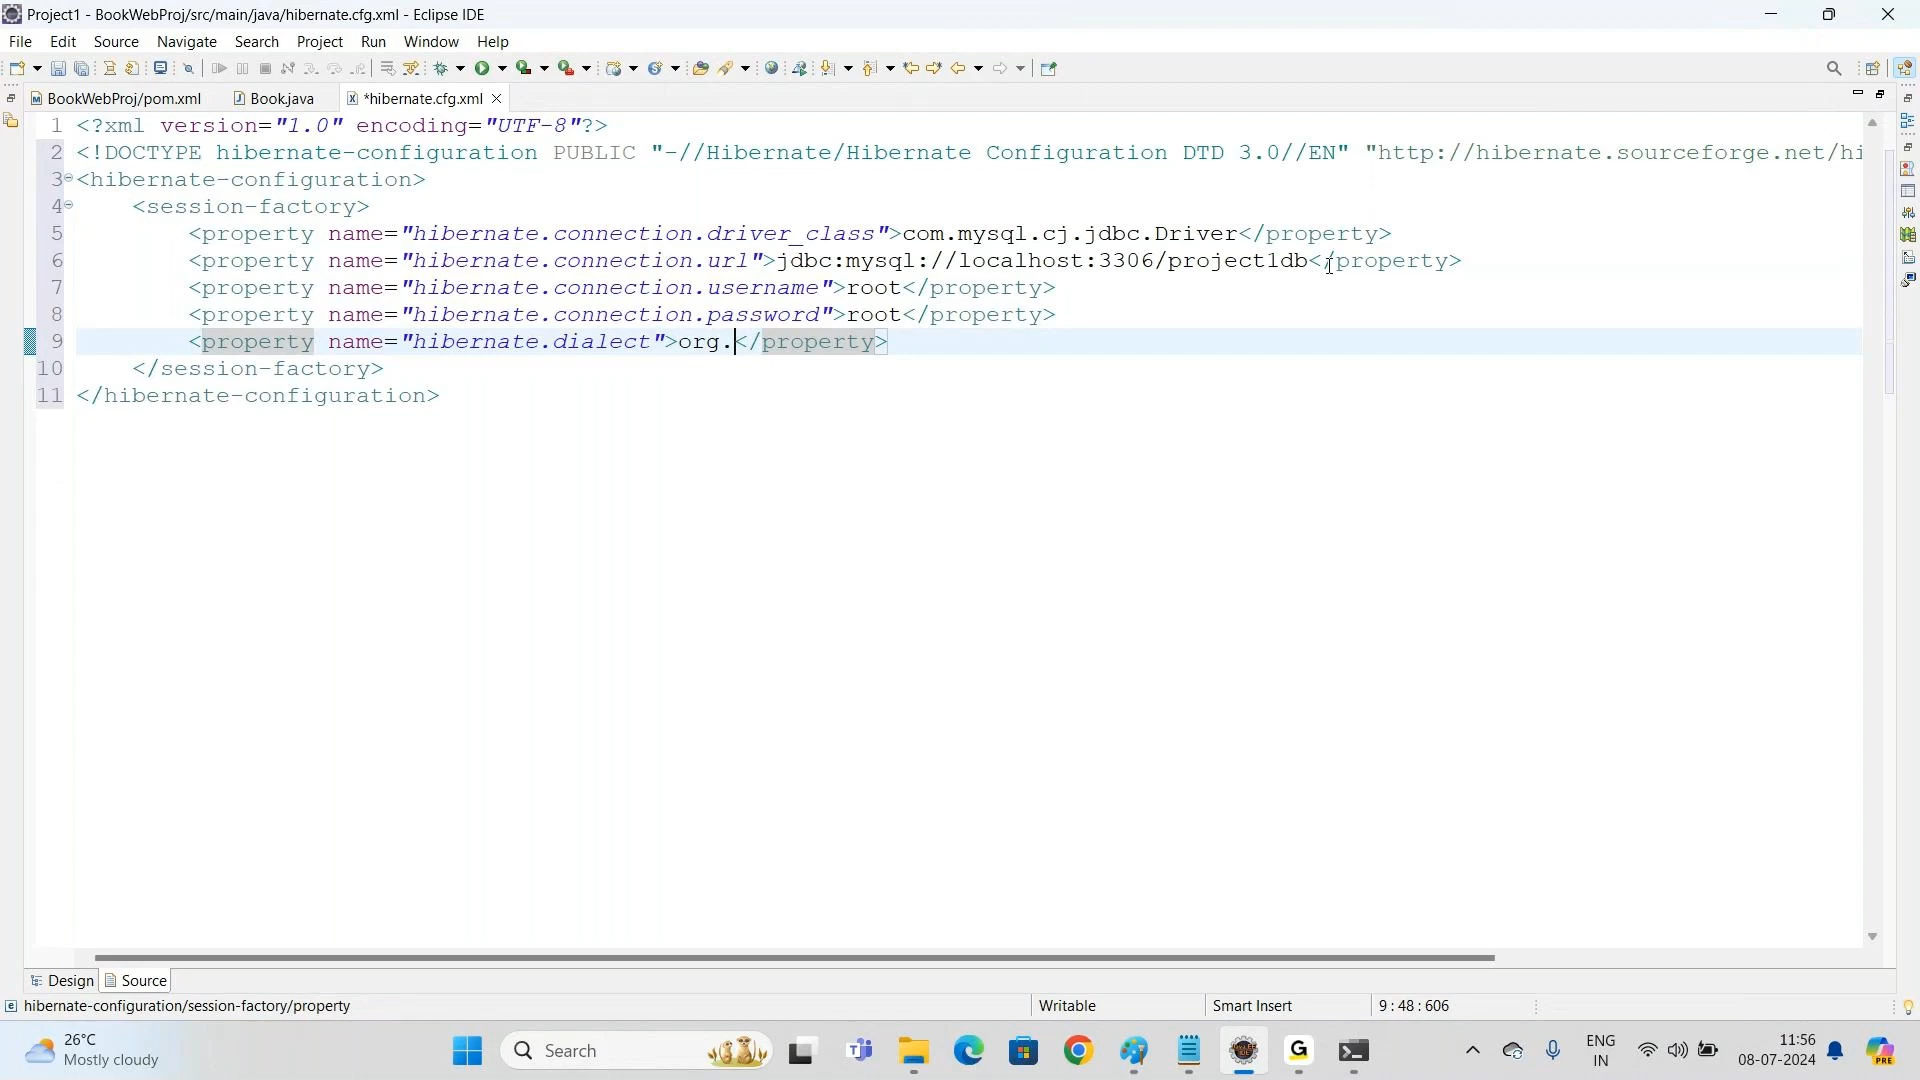 Project1 - BookWebProj/src/main/java/hibernate.cfg.xml - Eclipse IDE
File Edit Source Navigate Search Project Run Window Help
BookWebProj/pom.xml Book.java *hibernate.cfg.xml
1 <?xml version="1.0" encoding="UTF-8"?>
2 <!DOCTYPE hibernate-configuration PUBLIC "-//Hibernate/Hibernate Configuration DTD 3.0//EN" "http://hibernate.sourceforge.net/hi
3 <hibernate-configuration>
4 <session-factory>
5 <property name="hibernate.connection.driver_class">com.mysql.cj.jdbc.Driver</property>
6 <property name="hibernate.connection.url">jdbc:mysql://localhost:3306/project1db</property>
7 <property name="hibernate.connection.username">root</property>
8 <property name="hibernate.connection.password">root</property>
9 <property name="hibernate.dialect">org.</property>
10 </session-factory>
11 </hibernate-configuration>
Design Source
hibernate-configuration/session-factory/property Writable Smart Insert 9 : 48 : 606
26°C
Mostly cloudy
Search
ENG
IN
11:56
08-07-2024
PRE